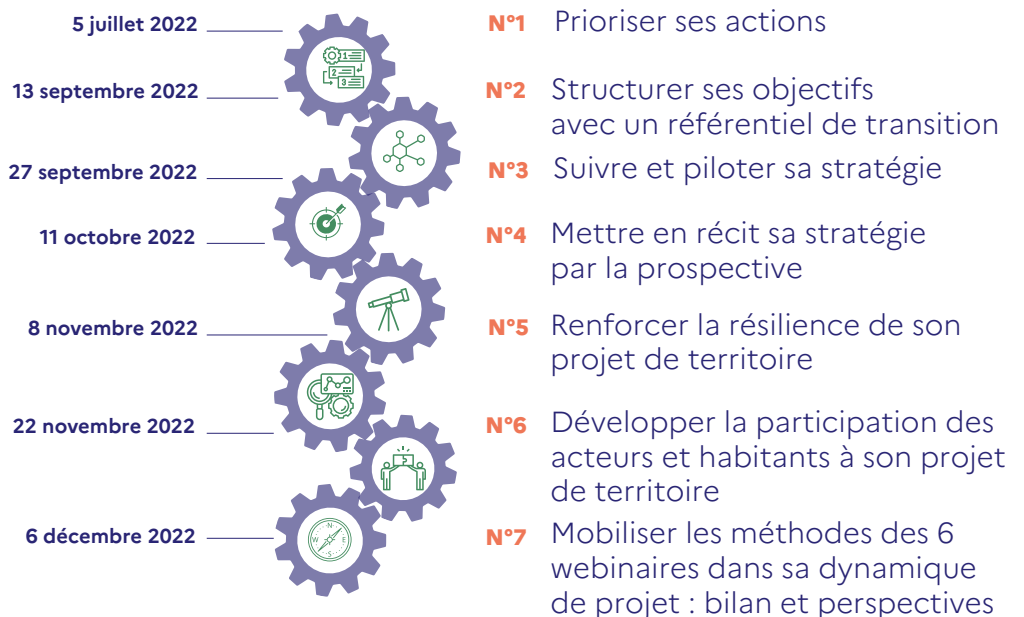 5 juillet 2022
N°1 Prioriser ses actions
13 septembre 2022
N°2 Structurer ses objectifs
avec un référentiel de transition
27 septembre 2022
N°3 Suivre et piloter sa stratégie
11 octobre 2022
N°4 Mettre en récit sa stratégie
par la prospective
8 novembre 2022
N°5 Renforcer la résilience de son
projet de territoire
22 novembre 2022
N°6 Développer la participation des
acteurs et habitants à son projet
de territoire
6 décembre 2022
N°7 Mobiliser les méthodes des 6
webinaires dans sa dynamique
de projet : bilan et perspectives
1
2
3
N
W E
S